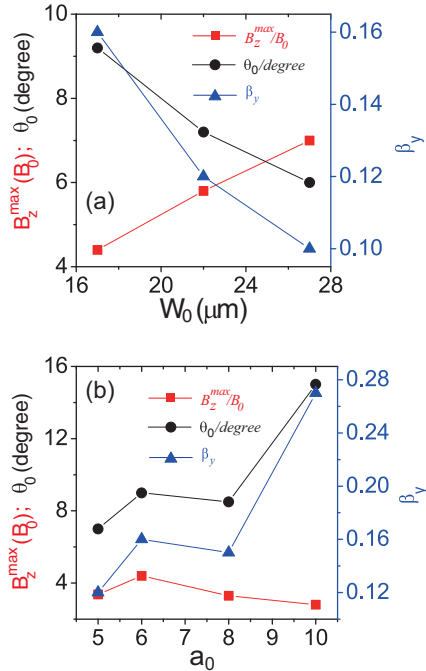 10
8
6
4
B_z^max(B_0); θ_0 (degree)
(a)
B_z^max/B_0
θ_0/degree
β_y
0.16
0.14
0.12
0.10
β_y
16
20
24
28
W_0(μm)
16
12
8
4
B_z^max(B_0); θ_0 (degree)
(b)
B_z^max/B_0
θ_0/degree
β_y
0.28
0.24
0.20
0.16
0.12
β_y
5
6
7
8
9
10
a_0